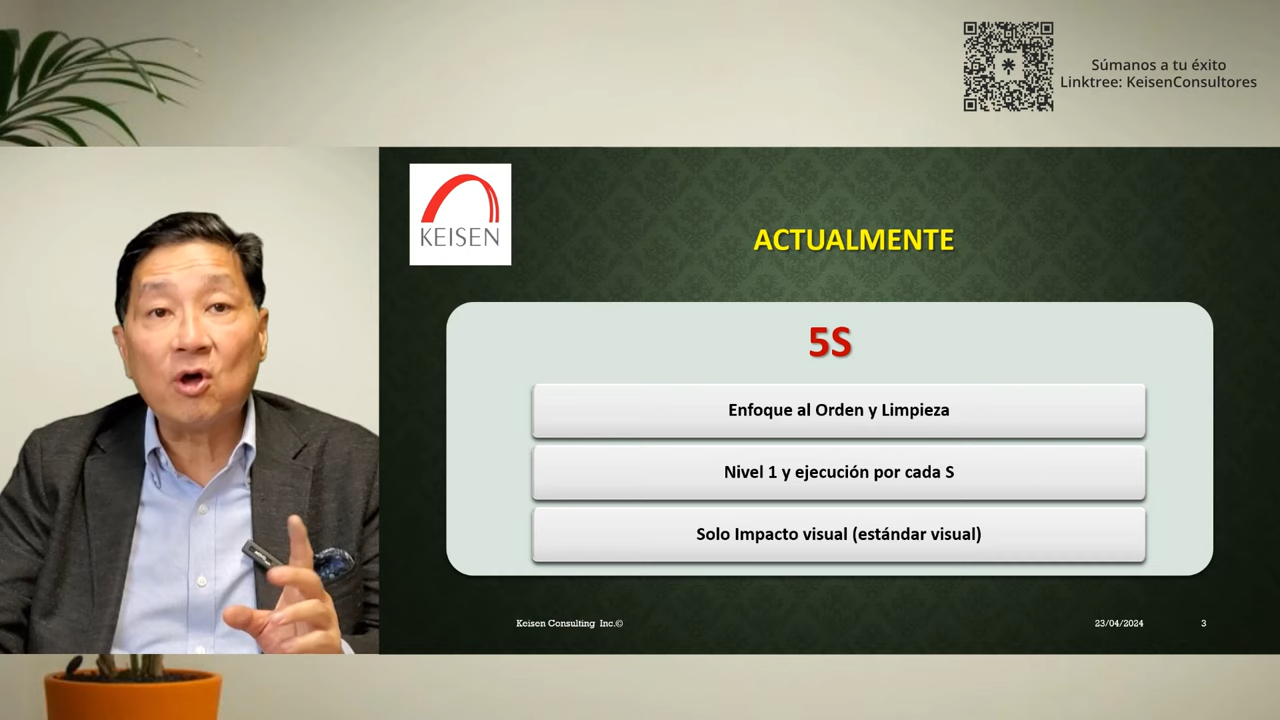 Súmanos a tu éxito
Linktree: KeisenConsultores
KEISEN
ACTUALMENTE
5S
Enfoque al Orden y Limpieza
Nivel 1 y ejecución por cada S
Solo Impacto visual (estándar visual)
Keisen Consulting Inc.©
23/04/2024
3